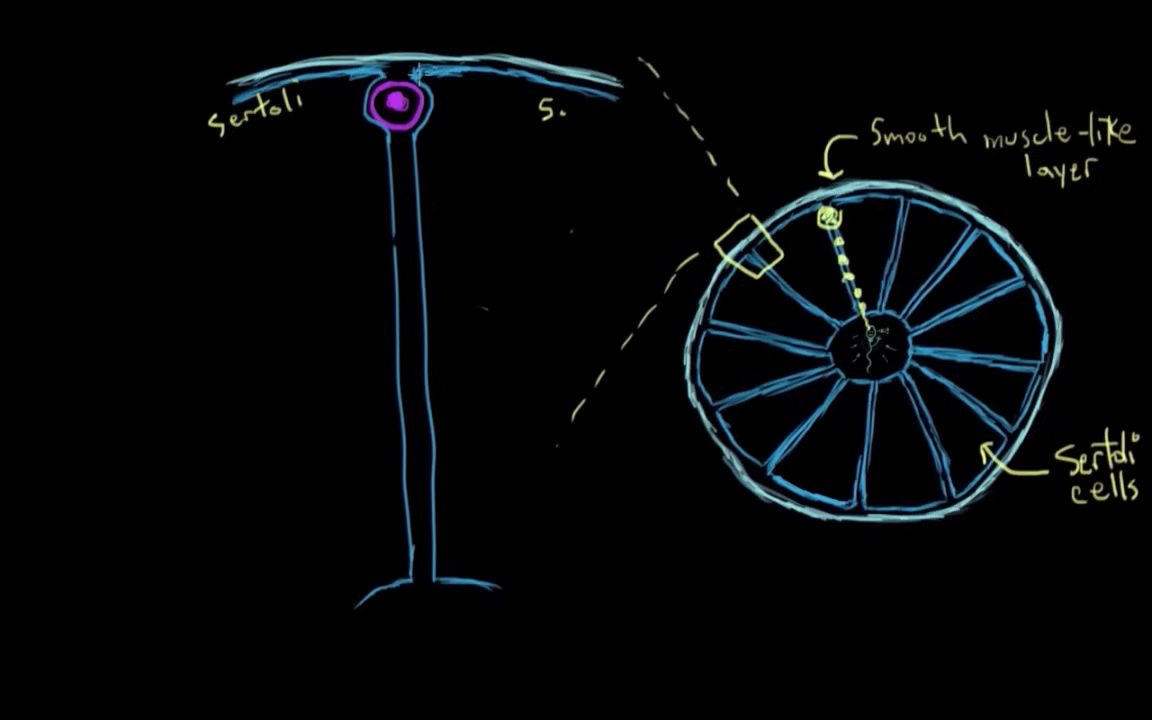 Sertoli
S.
Smooth muscle-like
layer
Sertoli
cells